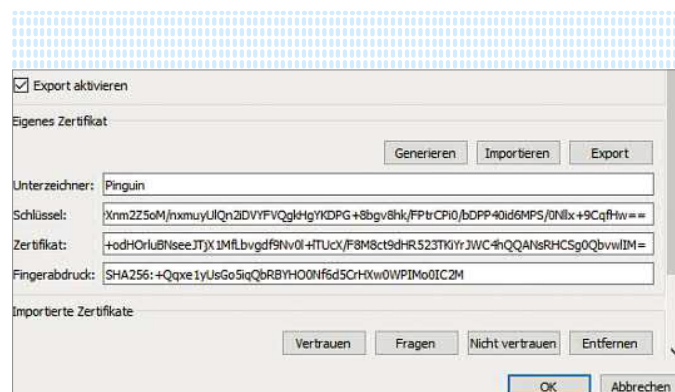 Export aktivieren
Eigenes Zertifikat
Generieren Importieren Export
Unterzeichner: Pinguin
Schlüssel: Xnm2Z5oM/nxmuyUlQn2iDVYFVQgkHgYKDPG+8bgv8hk/FPtrCPi0/bDPP40id6MPS/0Nllx+9CqfHw==
Zertifikat: +odHOrluBNseeJTjX1MfLbvgdf9Nv0l+lTUcX/F8M8ct9dHR523TKiYrJWC4hQQANsRHCSg0QbvwlIM=
Fingerabdruck: SHA256:+Qqxe1yUsGo5iqQbRBYHO0Nf6d5CrHXw0WPIMo0IC2M
Importierte Zertifikate
Vertrauen Fragen Nicht vertrauen Entfernen
OK Abbrechen